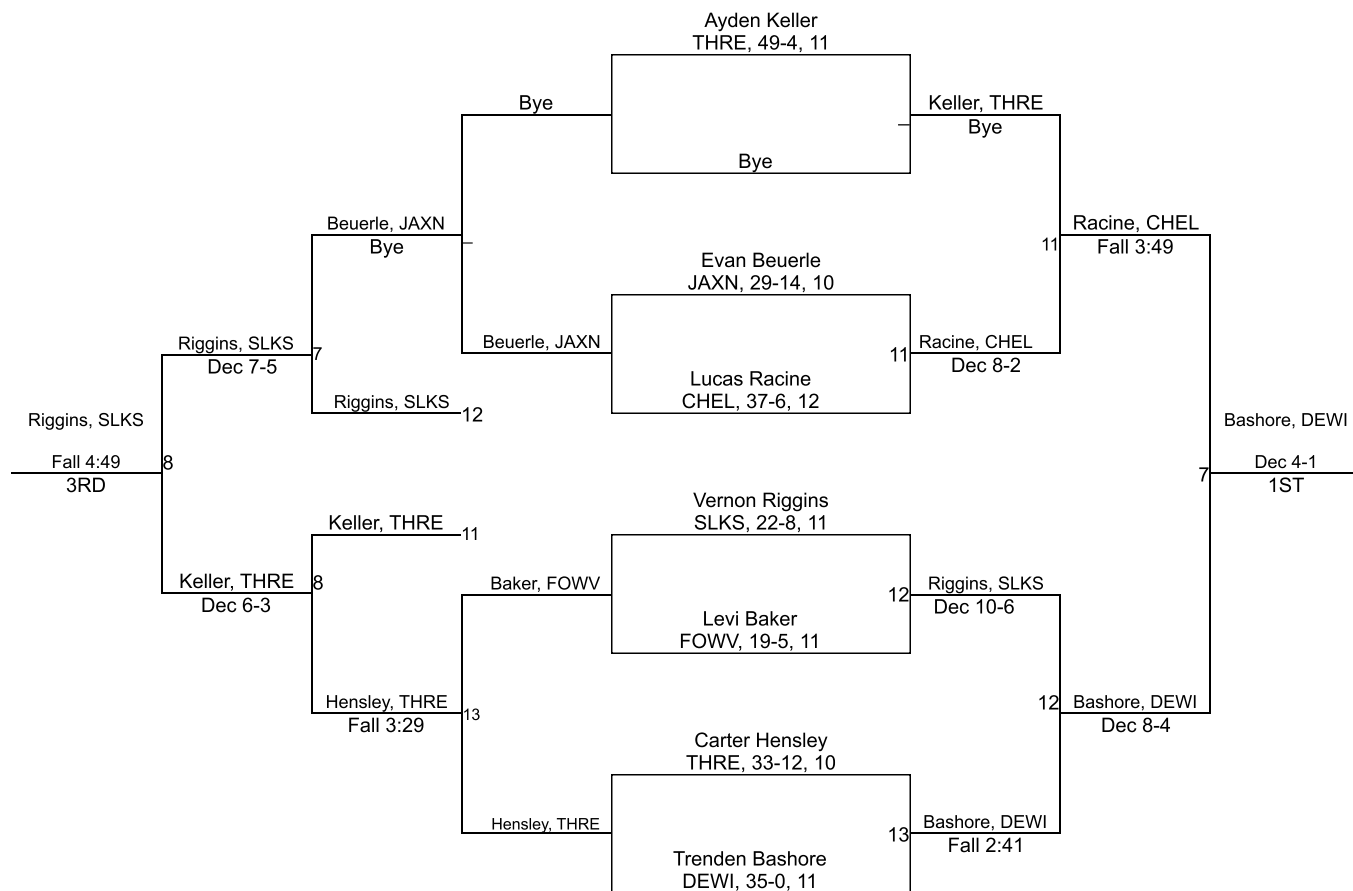 Ayden Keller
THRE, 49-4, 11
Bye
Keller, THRE
Bye
Bye
Beuerle, JAXN
Bye
Racine, CHEL
11
Fall 3:49
Evan Beuerle
JAXN, 29-14, 10
Riggins, SLKS
Dec 7-5
7
Beuerle, JAXN
11
Racine, CHEL
Dec 8-2
Lucas Racine
CHEL, 37-6, 12
Riggins, SLKS
12
Riggins, SLKS
Fall 4:49
8
3RD
Bashore, DEWI
Dec 4-1
7
1ST
Vernon Riggins
SLKS, 22-8, 11
Keller, THRE
11
Keller, THRE
8
Dec 6-3
Baker, FOWV
12
Riggins, SLKS
Dec 10-6
Levi Baker
FOWV, 19-5, 11
Hensley, THRE
13
Fall 3:29
12
Bashore, DEWI
Dec 8-4
Carter Hensley
THRE, 33-12, 10
Hensley, THRE
13
Bashore, DEWI
Fall 2:41
Trenden Bashore
DEWI, 35-0, 11